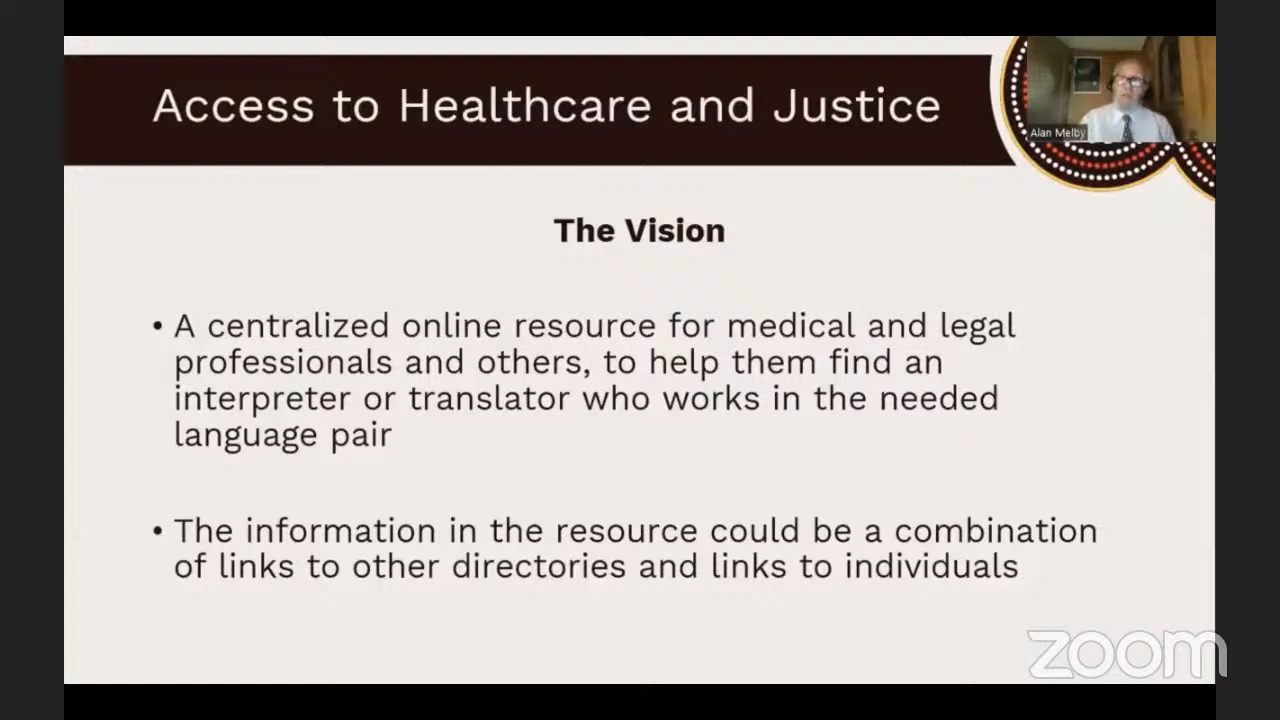 Access to Healthcare and Justice
Alan Melby
The Vision
• A centralized online resource for medical and legal
professionals and others, to help them find an
interpreter or translator who works in the needed
language pair
• The information in the resource could be a combination
of links to other directories and links to individuals
zoom